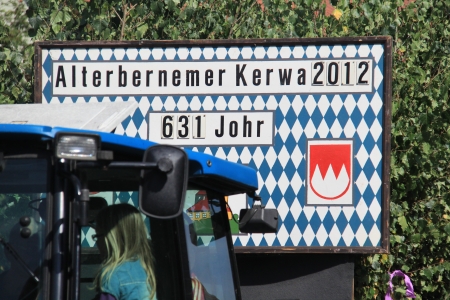 Alterbernemer Kerwa 2012
631 Johr